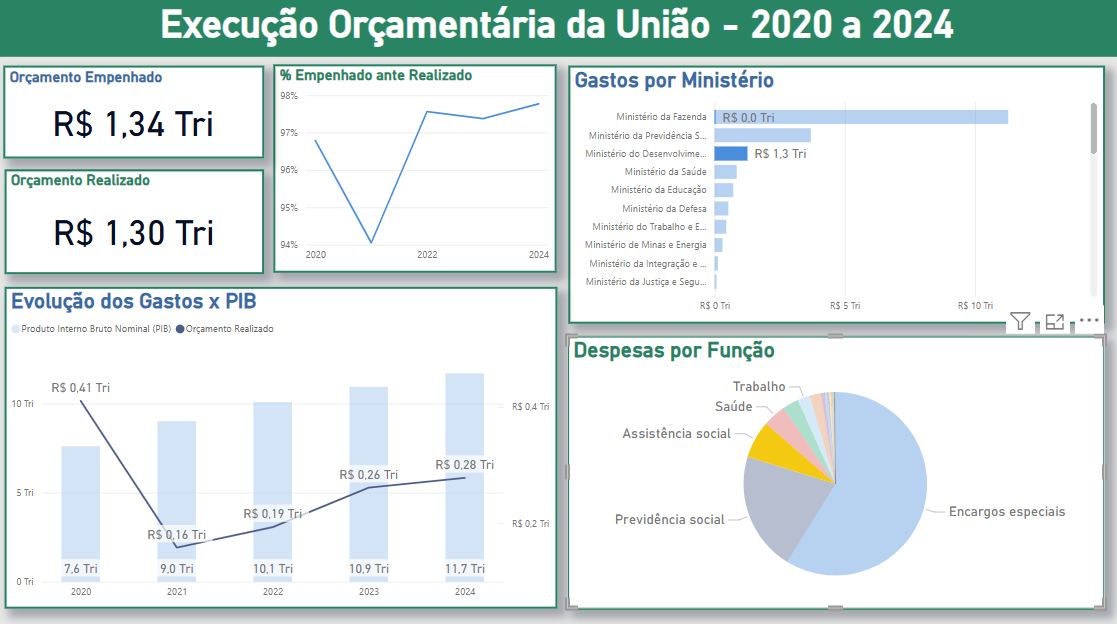 Execução Orçamentária da União - 2020 a 2024
Orçamento Empenhado
R$ 1,34 Tri
Orçamento Realizado
R$ 1,30 Tri
% Empenhado ante Realizado
98%
97%
96%
95%
94%
2020
2022
2024
Gastos por Ministério
Ministério da Fazenda
R$ 0,0 Tri
Ministério da Previdência S...
Ministério do Desenvolvime...
R$ 1,3 Tri
Ministério da Saúde
Ministério da Educação
Ministério da Defesa
Ministério do Trabalho e E...
Ministério de Minas e Energia
Ministério da Integração e ...
Ministério da Justiça e Segu...
R$ 0 Tri
R$ 5 Tri
R$ 10 Tri
Evolução dos Gastos x PIB
Produto Interno Bruto Nominal (PIB)
Orçamento Realizado
10 Tri
5 Tri
0 Tri
R$ 0,41 Tri
R$ 0,16 Tri
R$ 0,19 Tri
R$ 0,26 Tri
R$ 0,28 Tri
R$ 0,4 Tri
R$ 0,2 Tri
7,6 Tri
9,0 Tri
10,1 Tri
10,9 Tri
11,7 Tri
2020
2021
2022
2023
2024
Despesas por Função
Trabalho
Saúde
Assistência social
Previdência social
Encargos especiais